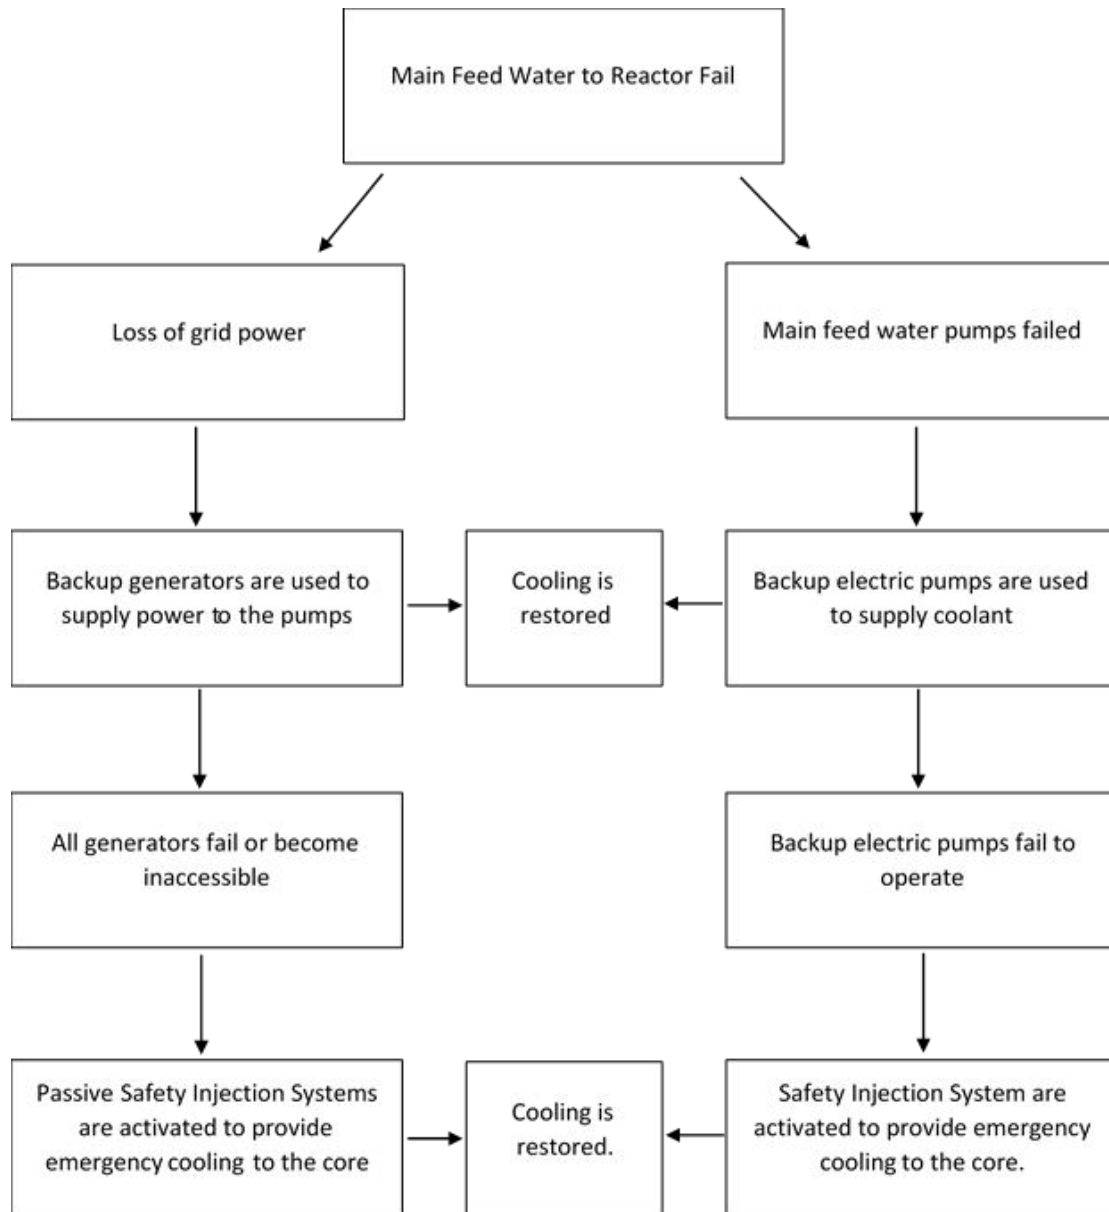 Main Feed Water to Reactor Fail
Loss of grid power
Main feed water pumps failed
Backup generators are used to
supply power to the pumps
Cooling is
restored
Backup electric pumps are used
to supply coolant
All generators fail or become
inaccessible
Backup electric pumps fail to
operate
Passive Safety Injection Systems
are activated to provide
emergency cooling to the core
Cooling is
restored.
Safety Injection System are
activated to provide emergency
cooling to the core.